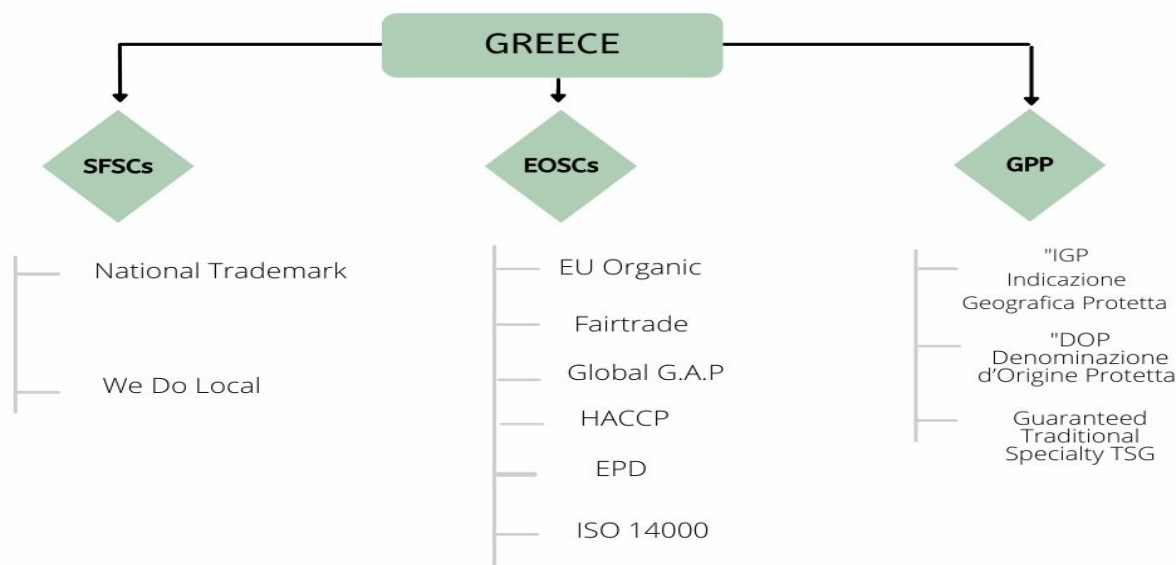 GREECE
SFSCs
EOSCs
GPP
National Trademark
We Do Local
EU Organic
Fairtrade
Global G.A.P
HACCP
EPD
ISO 14000
"IGP
Indicazione
Geografica Protetta
"DOP
Denominazione
d'Origine Protetta
Guaranteed
Traditional
Specialty TSG